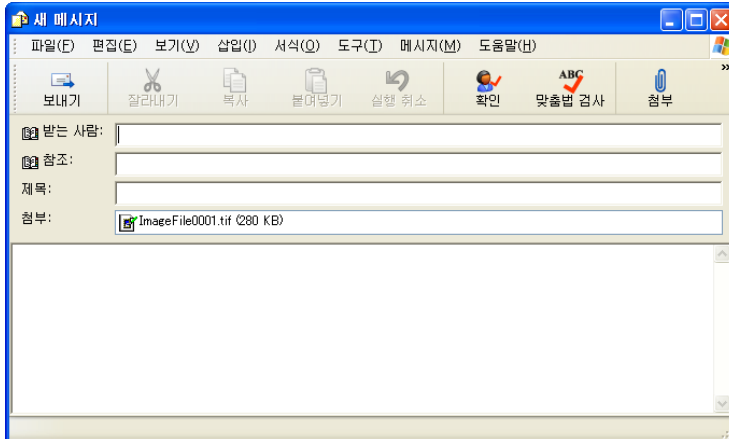 새 메시지
파일(F) 편집(E) 보기(V) 삽입(I) 서식(O) 도구(T) 메시지(M) 도움말(H)
ABC
보내기 잘라내기 복사 붙여넣기 실행 취소 확인 맞춤법 검사 첨부
받는 사람:
참조:
제목:
첨부: ImageFile0001.tif (280 KB)